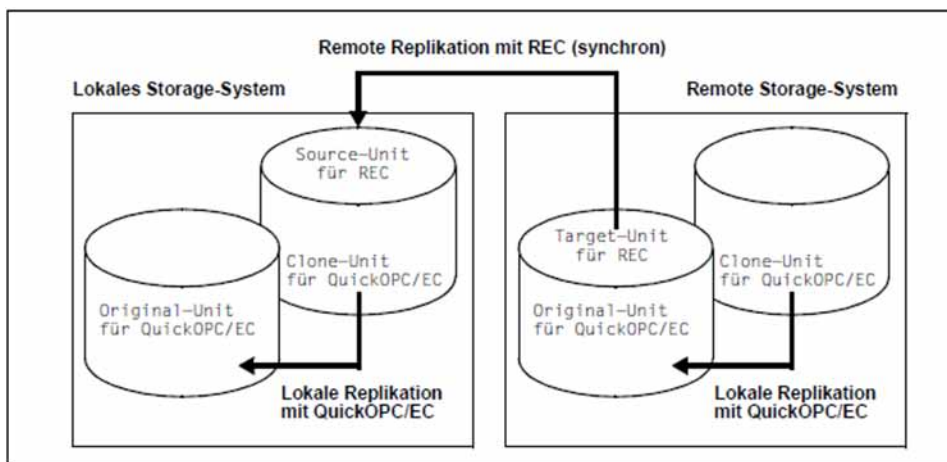 Remote Replikation mit REC (synchron)
Lokales Storage-System
Remote Storage-System
Source-Unit
für REC
Clone-Unit
für QuickOPC/EC
Original-Unit
für QuickOPC/EC
Lokale Replikation
mit QuickOPC/EC
Target-Unit
für REC
Clone-Unit
für QuickOPC/EC
Original-Unit
für QuickOPC/EC
Lokale Replikation
mit QuickOPC/EC